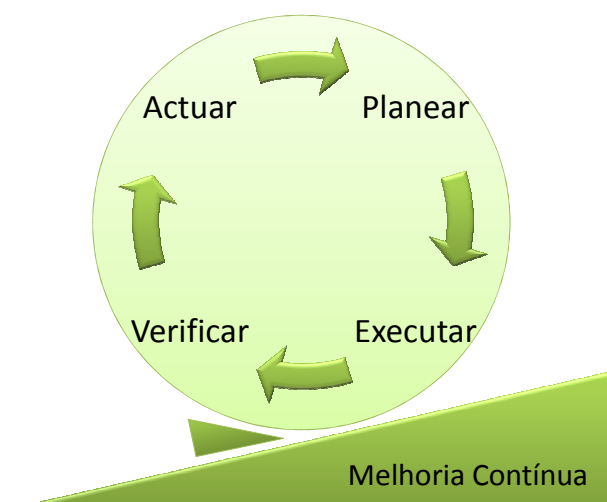 Actuar
Planear
Verificar
Executar
Melhoria Contínua